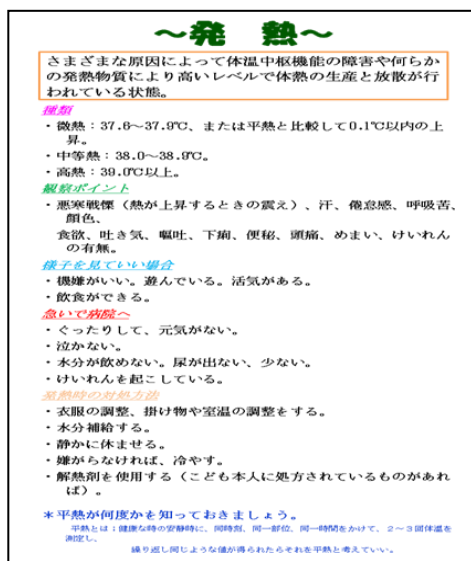 ～発　熱～
さまざまな原因によって体温中枢機能の障害や何らか
の発熱物質により高いレベルで体熱の生産と放散が行
われている状態。
種類
・微熱：37.6～37.9℃、または平熱と比較して0.1℃以内の上
昇。
・中等熱：38.0～38.9℃。
・高熱：39.0℃以上。
観察ポイント
・悪寒戦慄（熱が上昇するときの震え）、汗、倦怠感、呼吸苦、
顔色、
食欲、吐き気、嘔吐、下痢、便秘、頭痛、めまい、けいれん
の有無。
様子を見ていい場合
・機嫌がいい。遊んでいる。活気がある。
・飲食ができる。
急いで病院へ
・ぐったりして、元気がない。
・泣かない。
・水分が飲めない。尿が出ない、少ない。
・けいれんを起こしている。
発熱時の対処方法
・衣服の調整、掛け物や室温の調整をする。
・水分補給する。
・静かに休ませる。
・嫌がらなければ、冷やす。
・解熱剤を使用する（こども本人に処方されているものがあれ
ば）。
＊平熱が何度かを知っておきましょう。
平熱とは；健康な時の安静時に、同時刻、同一部位、同一時間をかけて、2～3回体温を
測定し、
繰り返し同じような値が得られたらそれを平熱と考えていい。